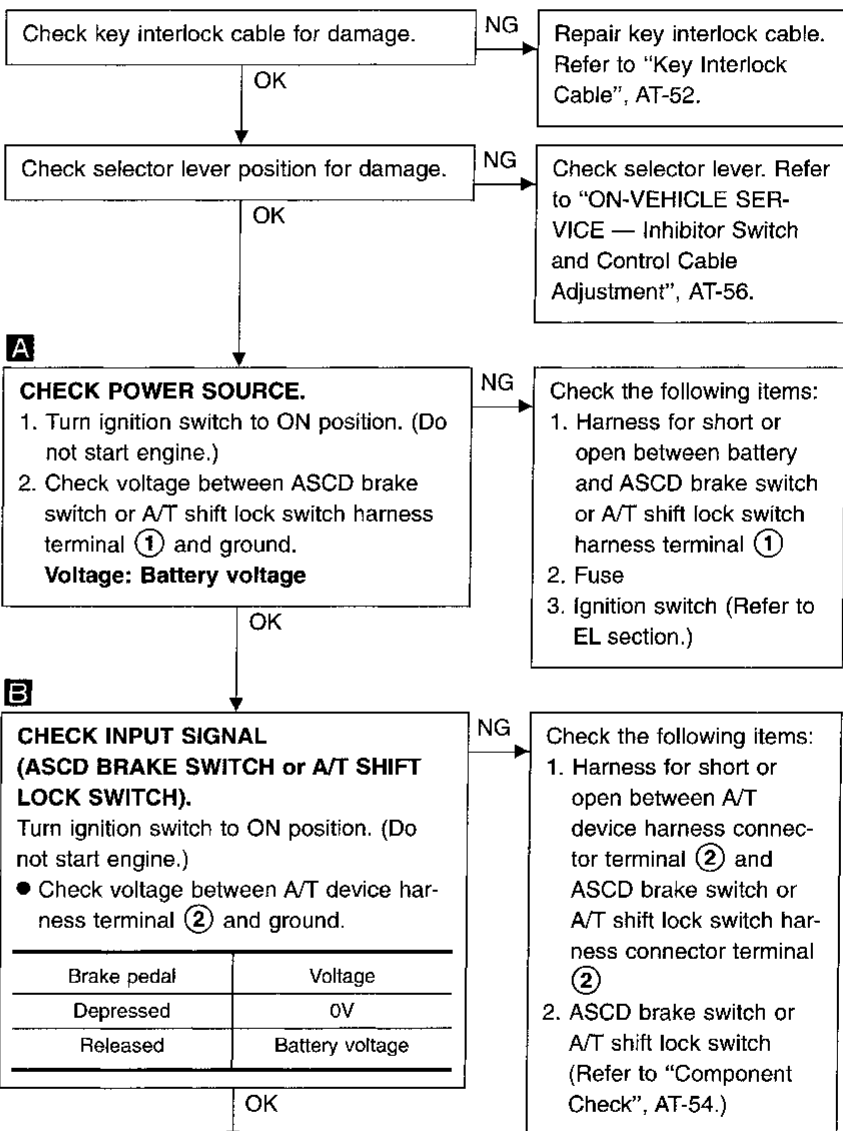 Check key interlock cable for damage.
NG
Repair key interlock cable.
Refer to “Key Interlock
Cable”, AT-52.
OK
Check selector lever position for damage.
NG
Check selector lever. Refer
to “ON-VEHICLE SER-
VICE — Inhibitor Switch
and Control Cable
Adjustment”, AT-56.
OK
A
CHECK POWER SOURCE.
1. Turn ignition switch to ON position. (Do
not start engine.)
2. Check voltage between ASCD brake
switch or A/T shift lock switch harness
terminal ① and ground.
Voltage: Battery voltage
NG
Check the following items:
1. Harness for short or
open between battery
and ASCD brake switch
or A/T shift lock switch
harness terminal ①
2. Fuse
3. Ignition switch (Refer to
EL section.)
OK
B
CHECK INPUT SIGNAL
(ASCD BRAKE SWITCH or A/T SHIFT
LOCK SWITCH).
Turn ignition switch to ON position. (Do
not start engine.)
● Check voltage between A/T device har-
ness terminal ② and ground.
Brake pedal Voltage
Depressed 0V
Released Battery voltage
NG
Check the following items:
1. Harness for short or
open between A/T
device harness connec-
tor terminal ② and
ASCD brake switch or
A/T shift lock switch har-
ness connector terminal
②
2. ASCD brake switch or
A/T shift lock switch
(Refer to “Component
Check”, AT-54.)
OK